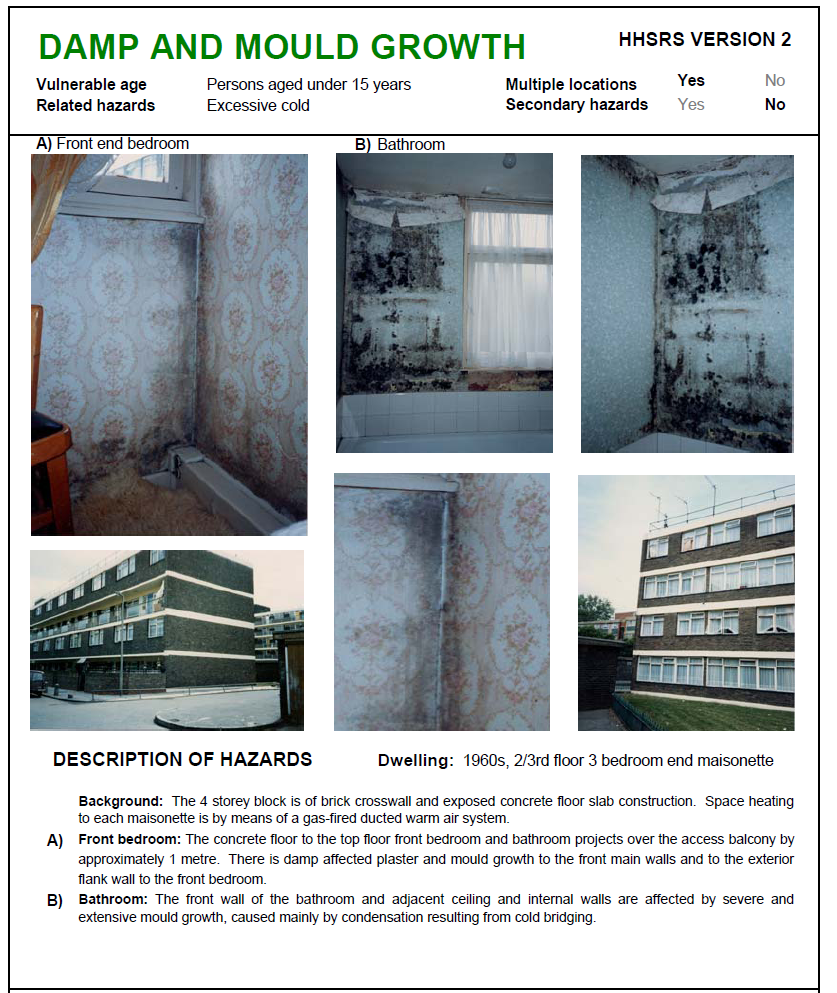 DAMP AND MOULD GROWTH
HHSRS VERSION 2
Vulnerable age Persons aged under 15 years Multiple locations Yes No
Related hazards Excessive cold Secondary hazards Yes No
A) Front end bedroom B) Bathroom
DESCRIPTION OF HAZARDS Dwelling: 1960s, 2/3rd floor 3 bedroom end maisonette
Background: The 4 storey block is of brick crosswall and exposed concrete floor slab construction. Space heating
to each maisonette is by means of a gas-fired ducted warm air system.
A) Front bedroom: The concrete floor to the top floor front bedroom and bathroom projects over the access balcony by
approximately 1 metre. There is damp affected plaster and mould growth to the front main walls and to the exterior
flank wall to the front bedroom.
B) Bathroom: The front wall of the bathroom and adjacent ceiling and internal walls are affected by severe and
extensive mould growth, caused mainly by condensation resulting from cold bridging.